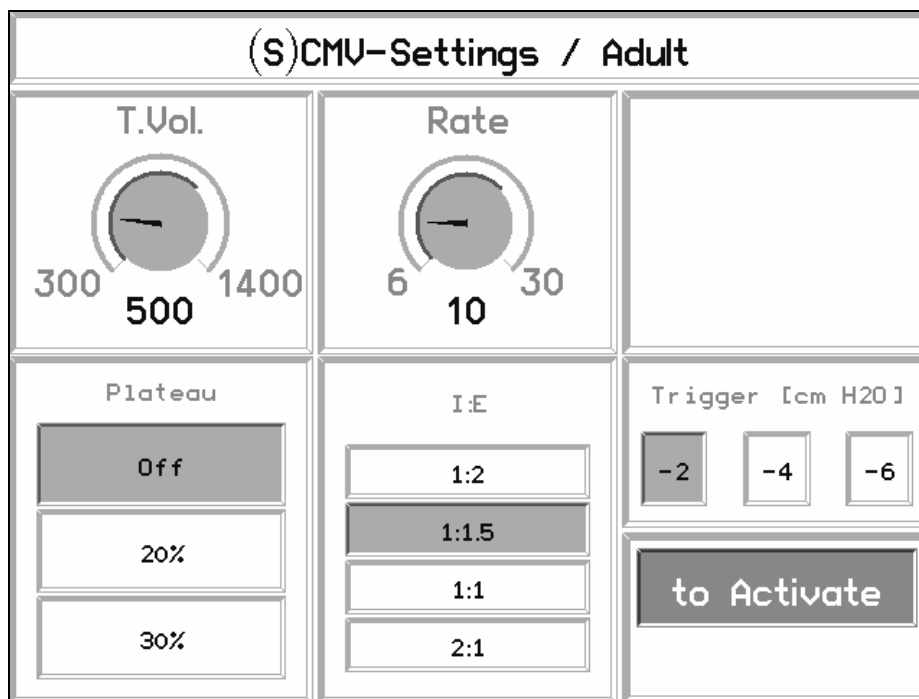 (S)CMV-Settings / Adult
T.Vol.
300
1400
500
Rate
6
30
10
Plateau
Off
20%
30%
I:E
1:2
1:1.5
1:1
2:1
Trigger [cm H2O]
-2
-4
-6
to Activate